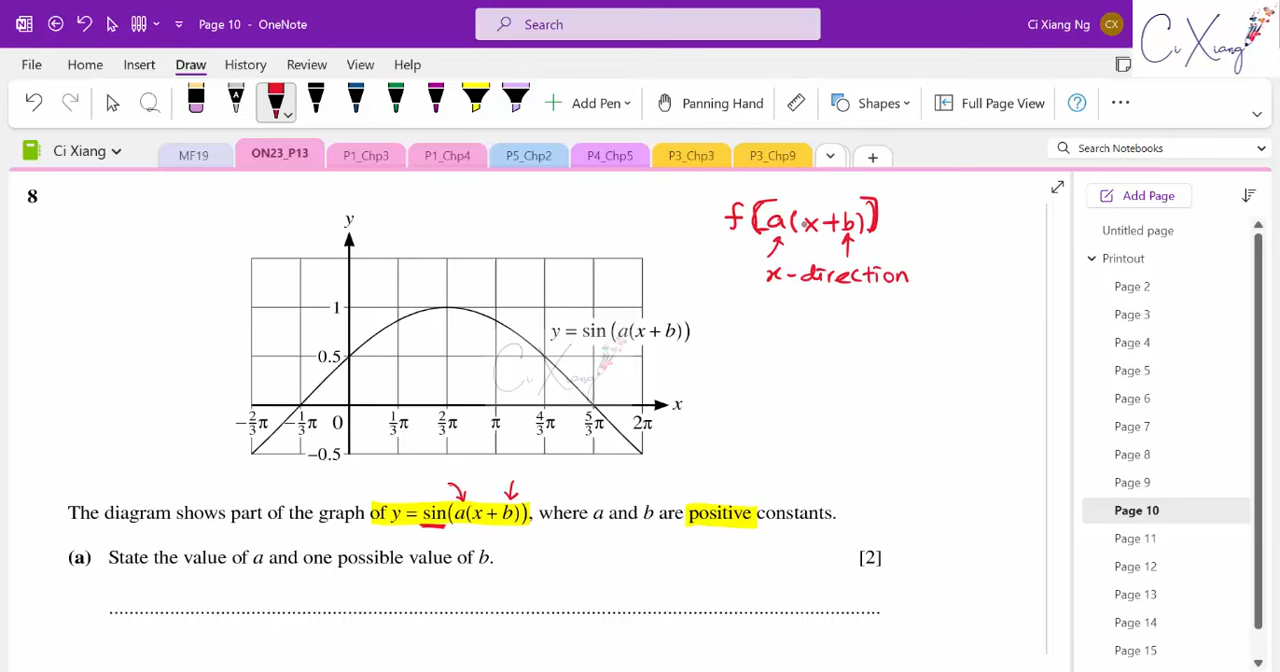 Page 10 - OneNote
Search
Ci Xiang Ng
CX
Ci Xiang
File Home Insert Draw History Review View Help
Add Pen
Panning Hand
Shapes
Full Page View
Ci Xiang
MF19
ON23_P13
P1_Chp3
P1_Chp4
P5_Chp2
P4_Chp5
P3_Chp3
P3_Chp9
Search Notebooks
8
f[a(x+b)]
x-direction
y
1
0.5
y = sin (a(x + b))
Ci Xiang
x
-2/3π -1/3π 0 1/3π 2/3π π 4/3π 5/3π 2π
-0.5
The diagram shows part of the graph of y = sin(a(x + b)), where a and b are positive constants.
(a) State the value of a and one possible value of b. [2]
Add Page
Untitled page
Printout
Page 2
Page 3
Page 4
Page 5
Page 6
Page 7
Page 8
Page 9
Page 10
Page 11
Page 12
Page 13
Page 14
Page 15